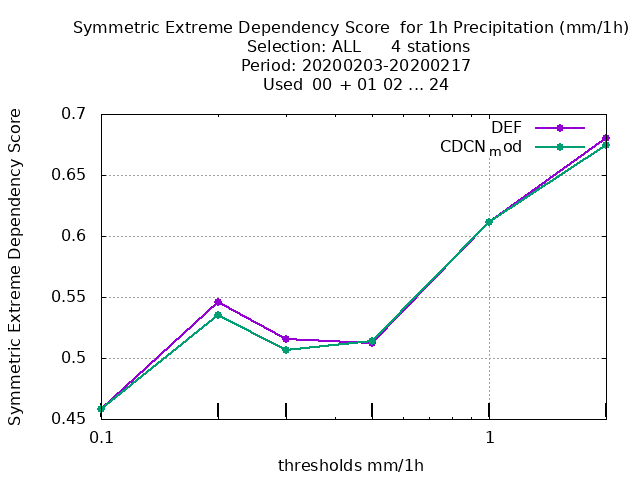 Symmetric Extreme Dependency Score  for 1h Precipitation (mm/1h)
Selection: ALL      4 stations
Period: 20200203-20200217
Used  00 + 01 02 ... 24
Symmetric Extreme Dependency Score
0.7
0.65
0.6
0.55
0.5
0.45
DEF
CDCNmod
0.1
1
thresholds mm/1h